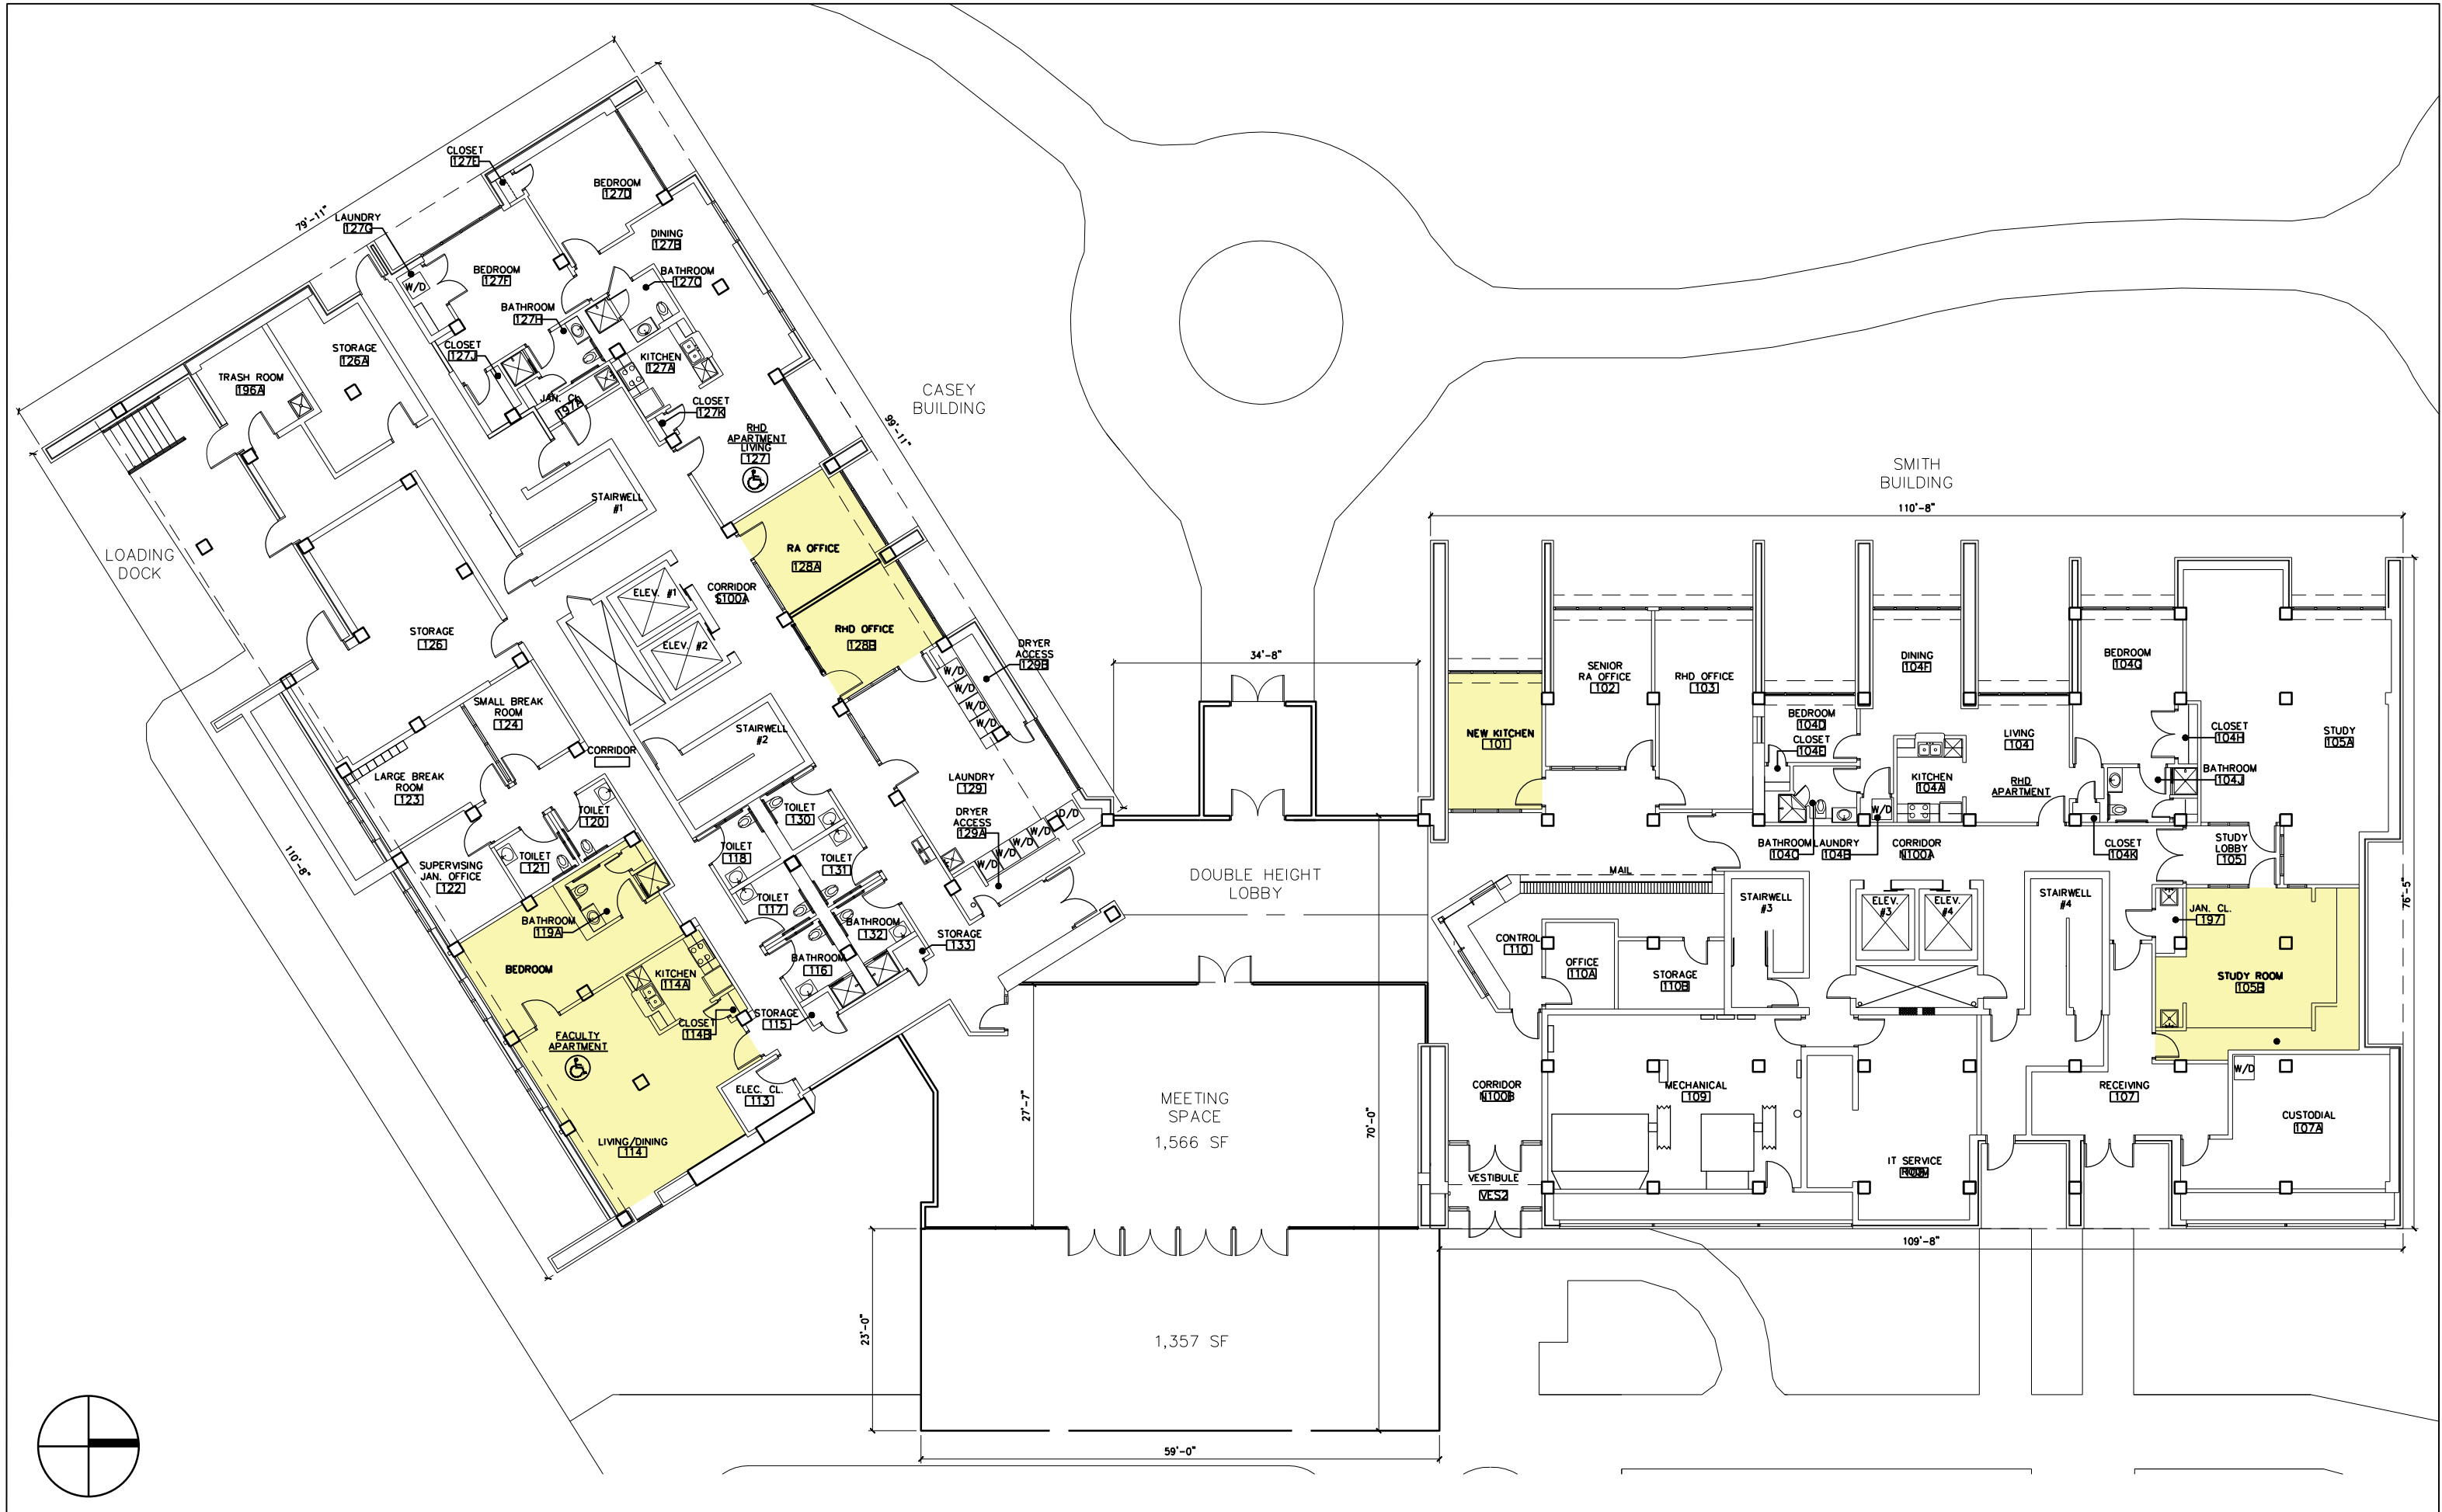 CLOSET
127E
BEDROOM
127D
79'-11"
LAUNDRY
127G
W/D
DINING
127B
BEDROOM
127F
BATHROOM
127C
BATHROOM
127H
CLOSET
127J
KITCHEN
127A
STORAGE
126A
TRASH ROOM
196A
JAN. CL.
197A
CLOSET
127K
RHD
APARTMENT
LIVING
127
CASEY
BUILDING
99'-11"
STAIRWELL
#1
LOADING
DOCK
RA OFFICE
128A
CORRIDOR
S100A
ELEV. #1
ELEV. #2
RHD OFFICE
128B
STORAGE
126
DRYER
ACCESS
129B
W/D
W/D
W/D
W/D
SMALL BREAK
ROOM
124
STAIRWELL
#2
CORRIDOR
LARGE BREAK
ROOM
123
LAUNDRY
129
DRYER
ACCESS
129A
W/D
W/D
W/D
W/D
D/D
TOILET
120
TOILET
130
TOILET
118
TOILET
131
TOILET
121
SUPERVISING
JAN. OFFICE
122
110'-8"
TOILET
117
BATHROOM
119A
BATHROOM
132
STORAGE
133
BATHROOM
116
BEDROOM
KITCHEN
114A
STORAGE
115
CLOSET
114B
FACULTY
APARTMENT
ELEC. CL.
113
LIVING/DINING
114
34'-8"
DOUBLE HEIGHT
LOBBY
MEETING
SPACE
1,566 SF
27'-7"
70'-0"
23'-0"
1,357 SF
59'-0"
SMITH
BUILDING
110'-8"
NEW KITCHEN
101
SENIOR
RA OFFICE
102
RHD OFFICE
103
DINING
104F
BEDROOM
104G
BEDROOM
104D
CLOSET
104E
LIVING
104
CLOSET
104H
STUDY
105A
KITCHEN
104A
RHD
APARTMENT
BATHROOM
104J
W/D
BATHROOM
104C
LAUNDRY
104B
CORRIDOR
N100A
CLOSET
104K
STUDY
LOBBY
105
MAIL
STAIRWELL
#3
ELEV.
#3
ELEV.
#4
STAIRWELL
#4
JAN. CL.
197
76'-5"
CONTROL
110
OFFICE
110A
STORAGE
110B
STUDY ROOM
105B
CORRIDOR
N100B
MECHANICAL
109
RECEIVING
107
W/D
CUSTODIAL
107A
IT SERVICE
VESTIBULE
VES2
109'-8"